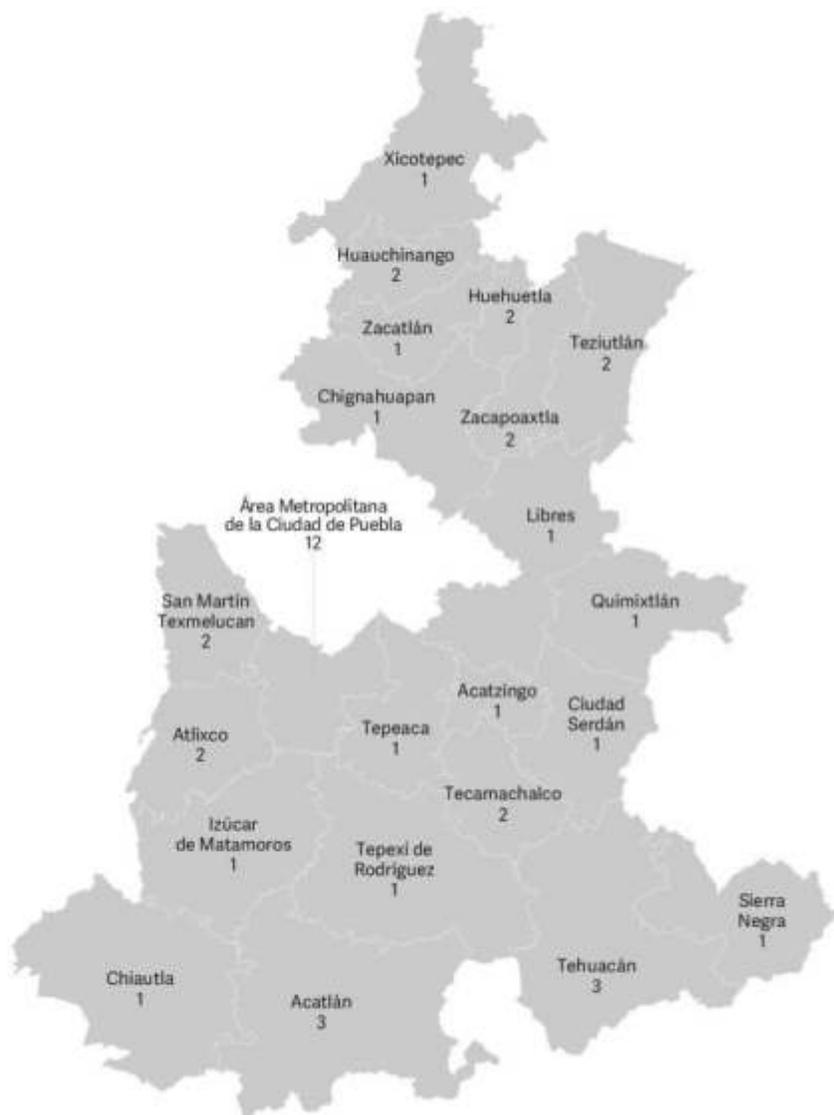 Xicotepec
1
Huauchinango
2
Huehuetla
2
Zacatlán
1
Teziutlán
2
Chignahuapan
1
Zacapoaxtla
2
Área Metropolitana
de la Ciudad de Puebla
12
Libres
1
San Martín
Texmelucan
2
Quimixtlán
1
Acatzingo
1
Ciudad
Serdán
1
Atlixco
2
Tepeaca
1
Tecamachalco
2
Izúcar
de Matamoros
1
Tepexi de
Rodríguez
1
Sierra
Negra
1
Chiautla
1
Acatlán
3
Tehuacán
3